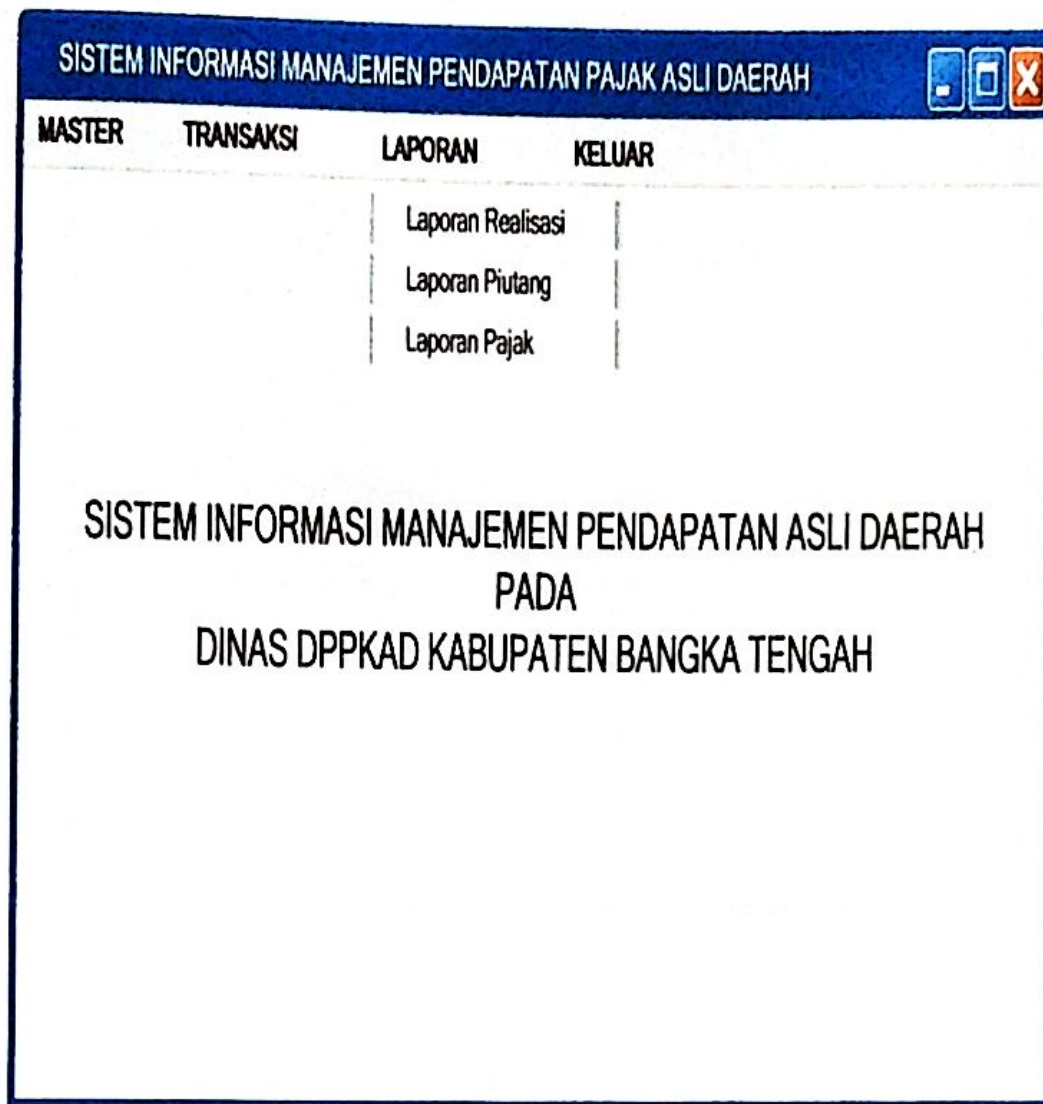 SISTEM INFORMASI MANAJEMEN PENDAPATAN PAJAK ASLI DAERAH
MASTER TRANSAKSI LAPORAN KELUAR
Laporan Realisasi
Laporan Piutang
Laporan Pajak
SISTEM INFORMASI MANAJEMEN PENDAPATAN ASLI DAERAH
PADA
DINAS DPPKAD KABUPATEN BANGKA TENGAH